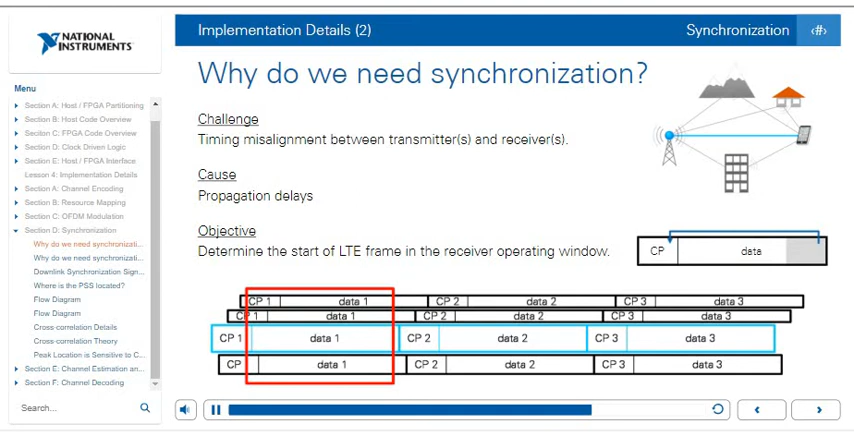 NATIONAL
INSTRUMENTS
Implementation Details (2)
Synchronization
‹#›
Menu
Section A: Host / FPGA Partitioning
Section B: Host Code Overview
Section C: FPGA Code Overview
Section D: Clock Driven Logic
Section E: Host / FPGA Interface
Lesson 4: Implementation Details
Section A: Channel Encoding
Section B: Resource Mapping
Section C: OFDM Modulation
Section D: Synchronization
Why do we need synchronizati...
Why do we need synchronizati...
Downlink Synchronization Sign...
Where is the PSS located?
Flow Diagram
Flow Diagram
Cross-correlation Details
Cross-correlation Theory
Peak Location is Sensitive to C...
Section E: Channel Estimation an...
Section F: Channel Decoding
Search...
Why do we need synchronization?
Challenge
Timing misalignment between transmitter(s) and receiver(s).
Cause
Propagation delays
Objective
Determine the start of LTE frame in the receiver operating window.
CP data
CP 1 data 1 CP 2 data 2 CP 3 data 3
CP 1 data 1 CP 2 data 2 CP 3 data 3
CP 1 data 1 CP 2 data 2 CP 3 data 3
CP data 1 CP 2 data 2 CP 3 data 3